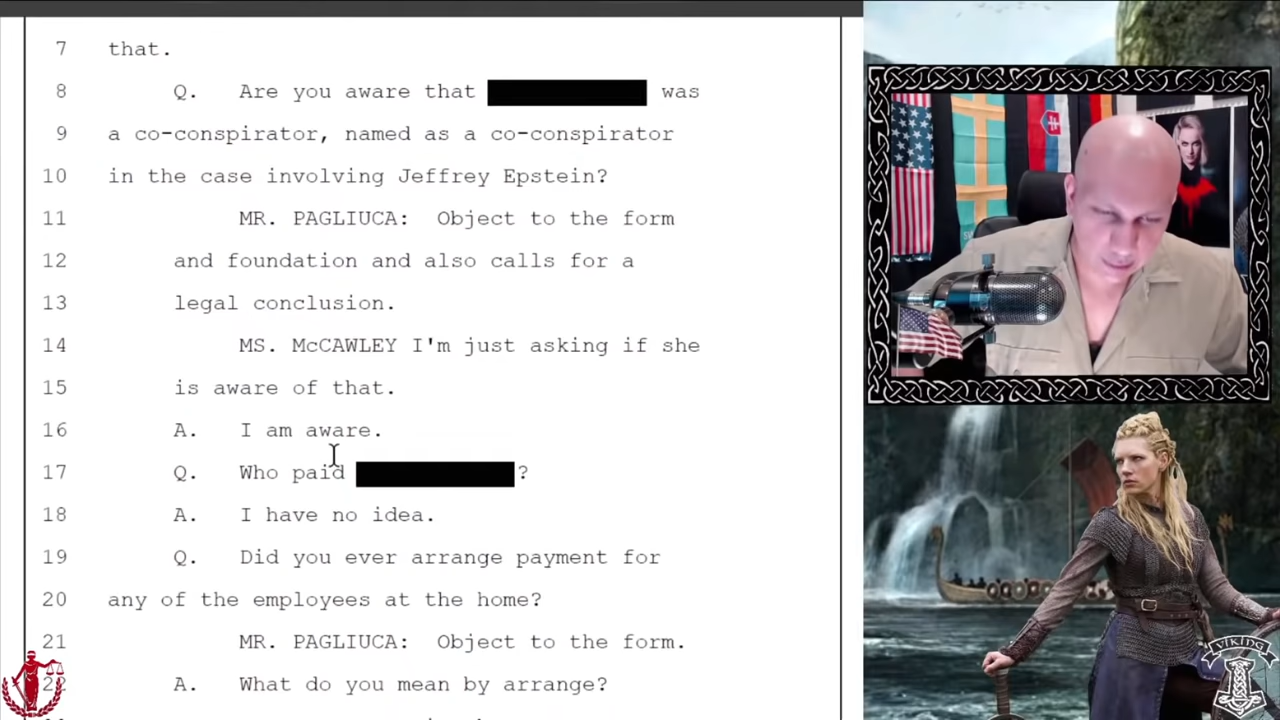 7 that.
8 Q. Are you aware that was
9 a co-conspirator, named as a co-conspirator
10 in the case involving Jeffrey Epstein?
11 MR. PAGLIUCA: Object to the form
12 and foundation and also calls for a
13 legal conclusion.
14 MS. McCAWLEY I'm just asking if she
15 is aware of that.
16 A. I am aware.
17 Q. Who paid ?
18 A. I have no idea.
19 Q. Did you ever arrange payment for
20 any of the employees at the home?
21 MR. PAGLIUCA: Object to the form.
22 A. What do you mean by arrange?
VIKING